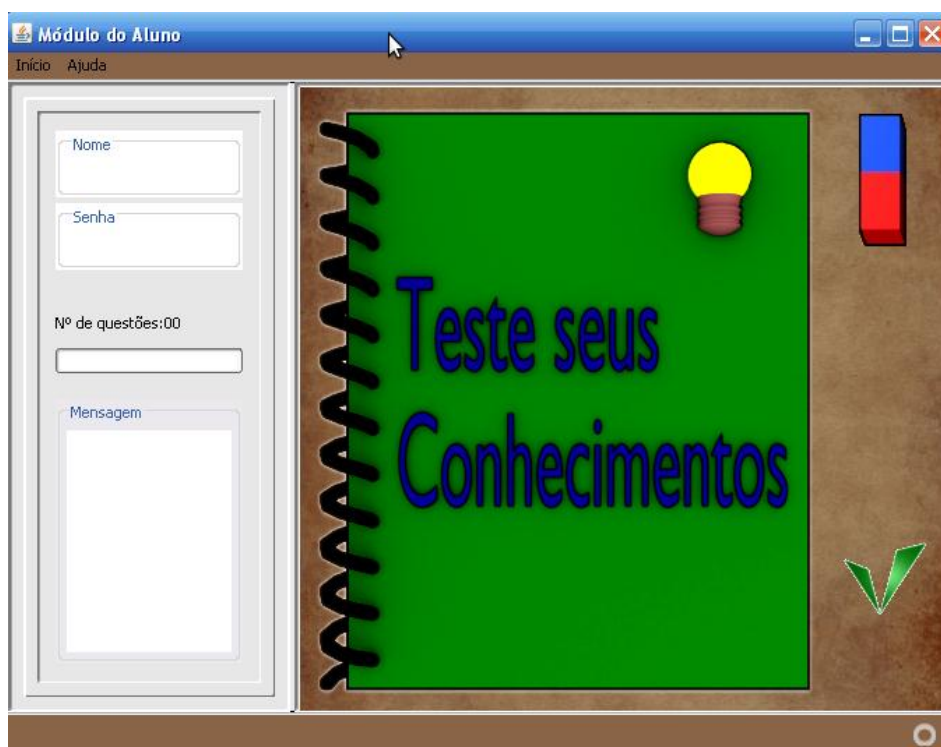 Módulo do Aluno
Início Ajuda
Nome
Senha
Nº de questões:00
Mensagem
Teste seus
Conhecimentos